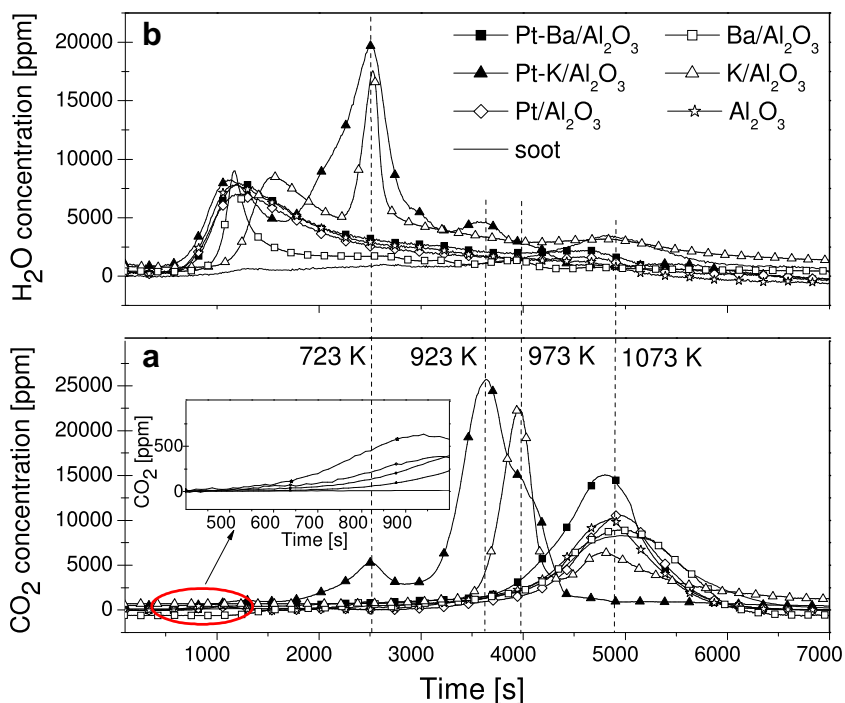 b
Pt-Ba/Al2O3
Ba/Al2O3
Pt-K/Al2O3
K/Al2O3
Pt/Al2O3
Al2O3
soot
H2O concentration [ppm]
20000
15000
10000
5000
0
a
723 K
923 K
973 K
1073 K
CO2 concentration [ppm]
25000
20000
15000
10000
5000
0
CO2 [ppm]
500
0
500 600 700 800 900
Time [s]
1000 2000 3000 4000 5000 6000 7000
Time [s]